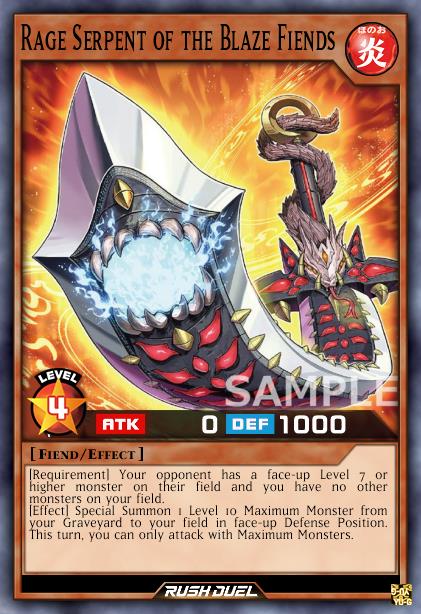 RAGE SERPENT OF THE BLAZE FIENDS
ほのお
炎
SAMPLE
LEVEL
4
ATK 0 DEF 1000
[FIEND/EFFECT]
[Requirement] Your opponent has a face-up Level 7 or
higher monster on their field and you have no other
monsters on your field.
[Effect] Special Summon 1 Level 10 Maximum Monster from
your Graveyard to your field in face-up Defense Position.
This turn, you can only attack with Maximum Monsters.
RUSH DUEL